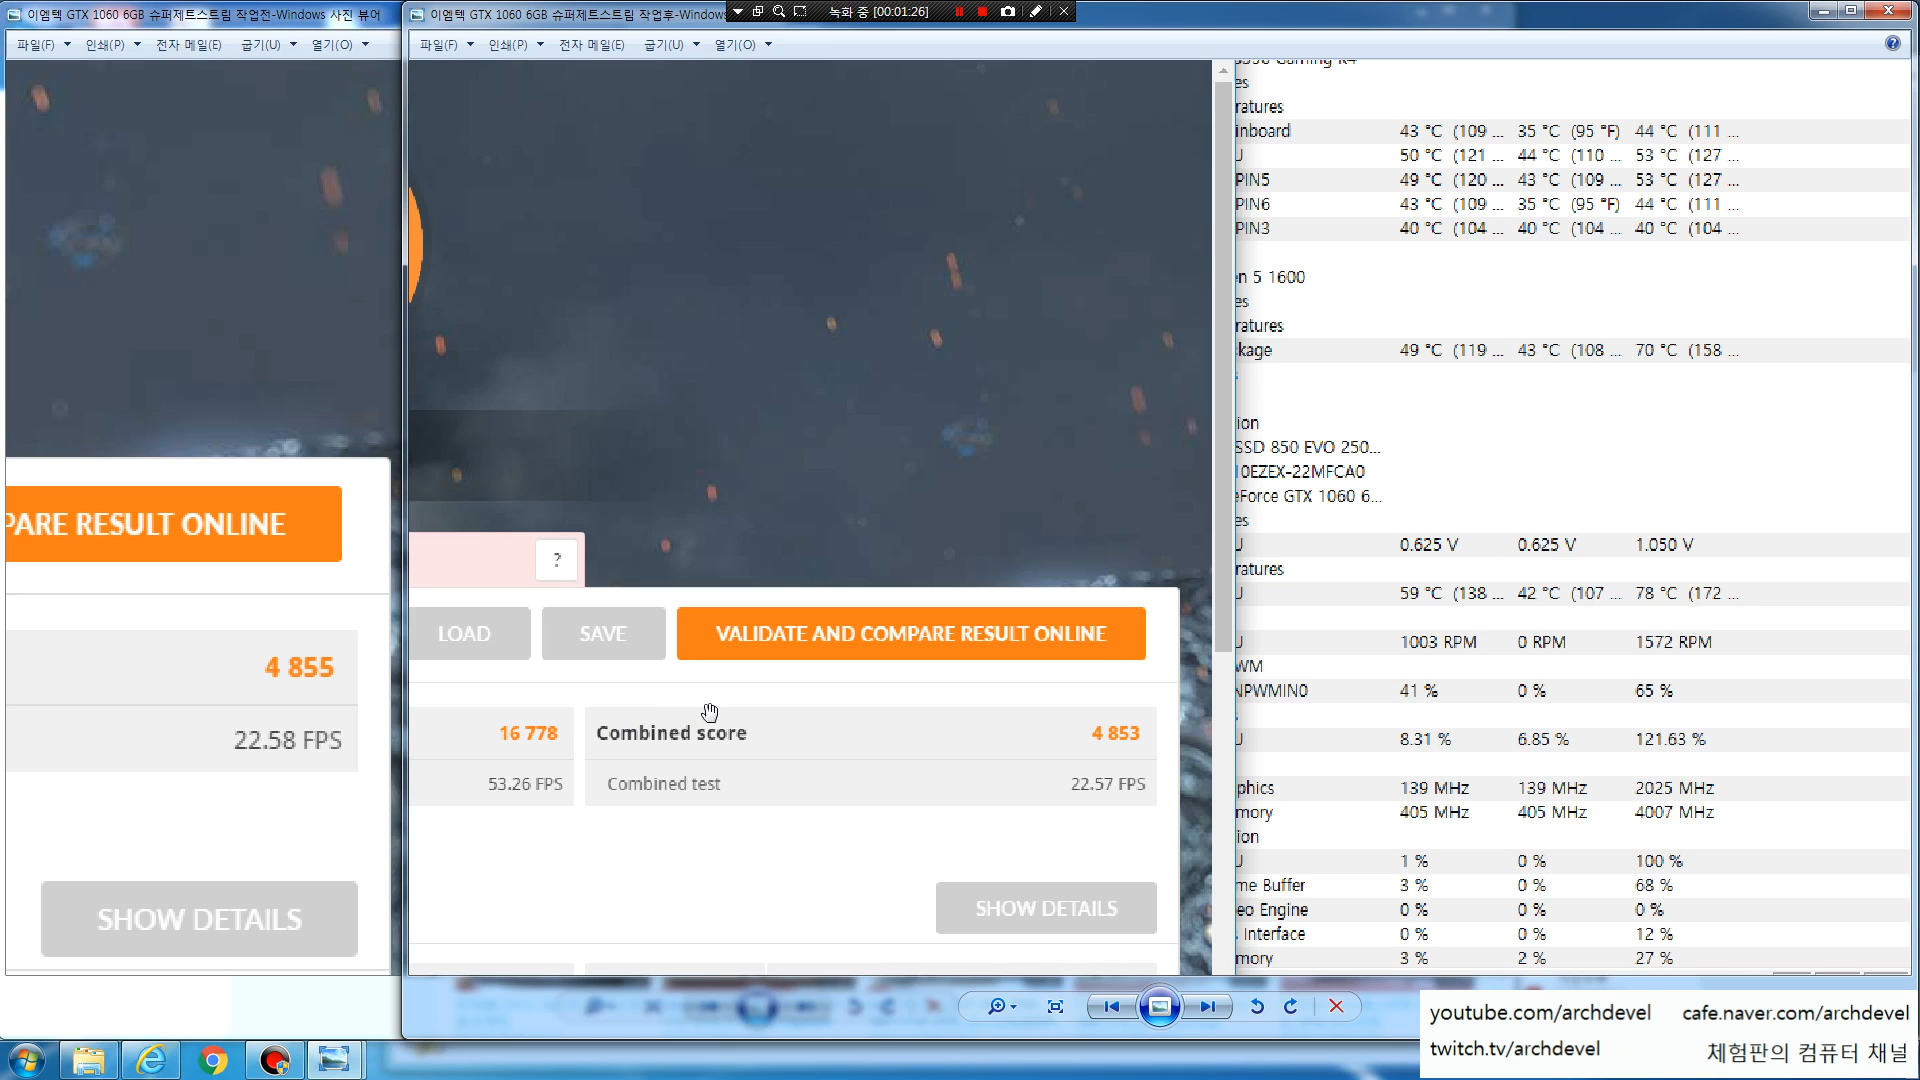 이엠텍 GTX 1060 6GB 슈퍼제트스트림 작업전-Windows 사진 뷰어
이엠텍 GTX 1060 6GB 슈퍼제트스트림 작업후-Windows
녹화 중 [00:01:26]
파일(F) 인쇄(P) 전자 메일(E) 굽기(U) 열기(O)
파일(F) 인쇄(P) 전자 메일(E) 굽기(U) 열기(O)
PARE RESULT ONLINE
4 855
22.58 FPS
SHOW DETAILS
?
LOAD SAVE VALIDATE AND COMPARE RESULT ONLINE
16 778 Combined score 4 853
53.26 FPS Combined test 22.57 FPS
SHOW DETAILS
Gaming K4
es
ratures
inboard 43 °C (109 ... 35 °C (95 °F) 44 °C (111 ...
U 50 °C (121 ... 44 °C (110 ... 53 °C (127 ...
PIN5 49 °C (120 ... 43 °C (109 ... 53 °C (127 ...
PIN6 43 °C (109 ... 35 °C (95 °F) 44 °C (111 ...
PIN3 40 °C (104 ... 40 °C (104 ... 40 °C (104 ...
en 5 1600
es
ratures
kage 49 °C (119 ... 43 °C (108 ... 70 °C (158 ...
ion
SSD 850 EVO 250...
10EZEX-22MFCA0
eForce GTX 1060 6...
es
U 0.625 V 0.625 V 1.050 V
ratures
U 59 °C (138 ... 42 °C (107 ... 78 °C (172 ...
U 1003 RPM 0 RPM 1572 RPM
WM
NPWMIN0 41 % 0 % 65 %
U 8.31 % 6.85 % 121.63 %
phics 139 MHz 139 MHz 2025 MHz
mory 405 MHz 405 MHz 4007 MHz
ion
U 1 % 0 % 100 %
me Buffer 3 % 0 % 68 %
eo Engine 0 % 0 % 0 %
s Interface 0 % 0 % 12 %
mory 3 % 2 % 27 %
youtube.com/archdevel cafe.naver.com/archdevel
twitch.tv/archdevel 체험판의 컴퓨터 채널